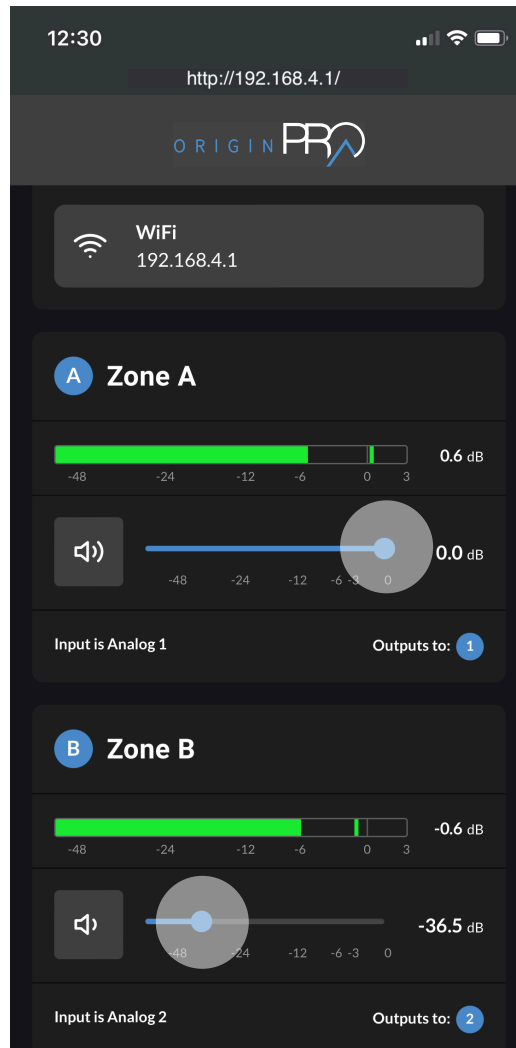 12:30
http://192.168.4.1/
ORIGIN PRO
WiFi
192.168.4.1
A Zone A
0.6 dB
-48 -24 -12 -6 0 3
0.0 dB
-48 -24 -12 -6 -3 0
Input is Analog 1 Outputs to: 1
B Zone B
-0.6 dB
-48 -24 -12 -6 0 3
-36.5 dB
-48 -24 -12 -6 -3 0
Input is Analog 2 Outputs to: 2